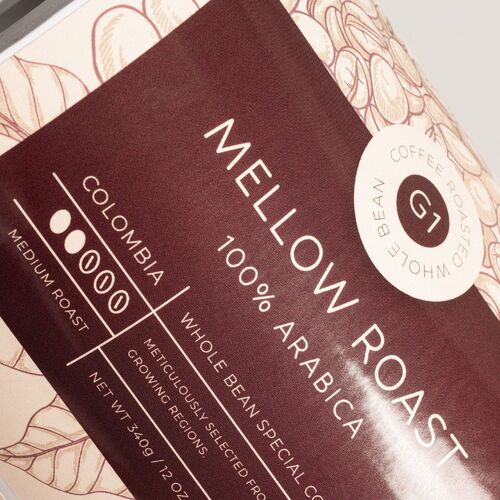 COFFEE ROASTED WHOLE BEAN
G1
MELLOW ROAST
100% ARABICA
COLOMBIA
MEDIUM ROAST
WHOLE BEAN SPECIAL
METICULOUSLY SELECTED
GROWING REGIONS.
NET WT 340g / 12